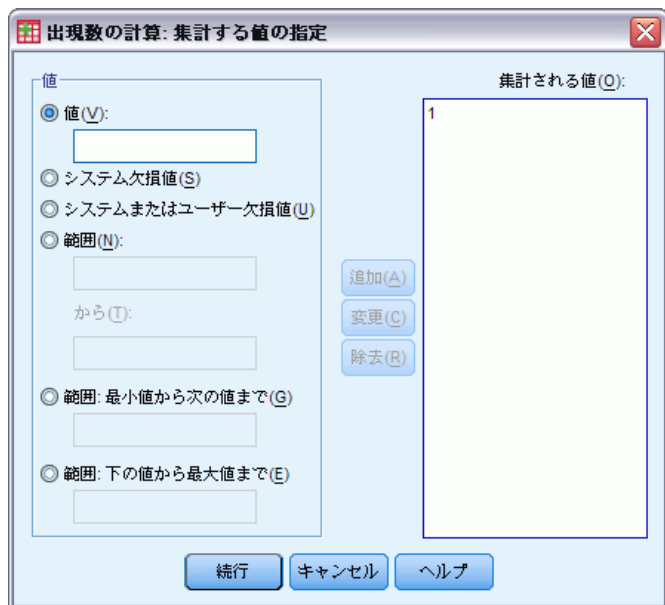 出現数の計算: 集計する値の指定
値
値(V):
システム欠損値(S)
システムまたはユーザー欠損値(U)
範囲(N):
から(T):
範囲: 最小値から次の値まで(G)
範囲: 下の値から最大値まで(E)
追加(A)
変更(C)
除去(R)
集計される値(O):
1
続行
キャンセル
ヘルプ